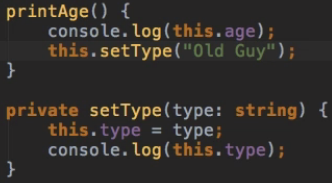 printAge() {
    console.log(this.age);
    this.setType("Old Guy");
}

private setType(type: string) {
    this.type = type;
    console.log(this.type);
}